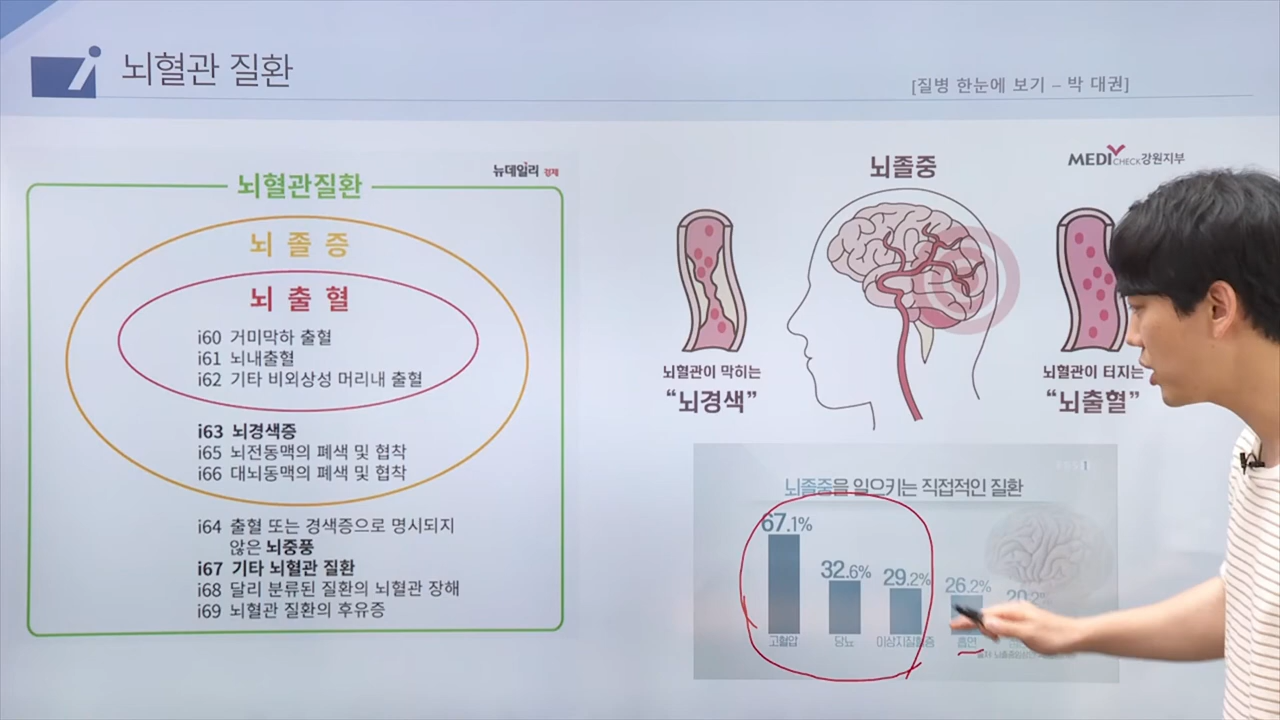 뇌혈관 질환
[질병 한눈에 보기 – 박 대권]
뉴데일리 경제
뇌혈관질환
뇌 졸 증
뇌 출 혈
i60 거미막하 출혈
i61 뇌내출혈
i62 기타 비외상성 머리내 출혈
i63 뇌경색증
i65 뇌전동맥의 폐색 및 협착
i66 대뇌동맥의 폐색 및 협착
i64 출혈 또는 경색증으로 명시되지
않은 뇌중풍
i67 기타 뇌혈관 질환
i68 달리 분류된 질환의 뇌혈관 장해
i69 뇌혈관 질환의 후유증
뇌졸중
MEDI CHECK 강원지부
뇌혈관이 막히는
“뇌경색”
뇌혈관이 터지는
“뇌출혈”
뇌졸중을 일으키는 직접적인 질환
67.1%
32.6%
29.2%
26.2%
고혈압
당뇨
이상지질혈증
흡연